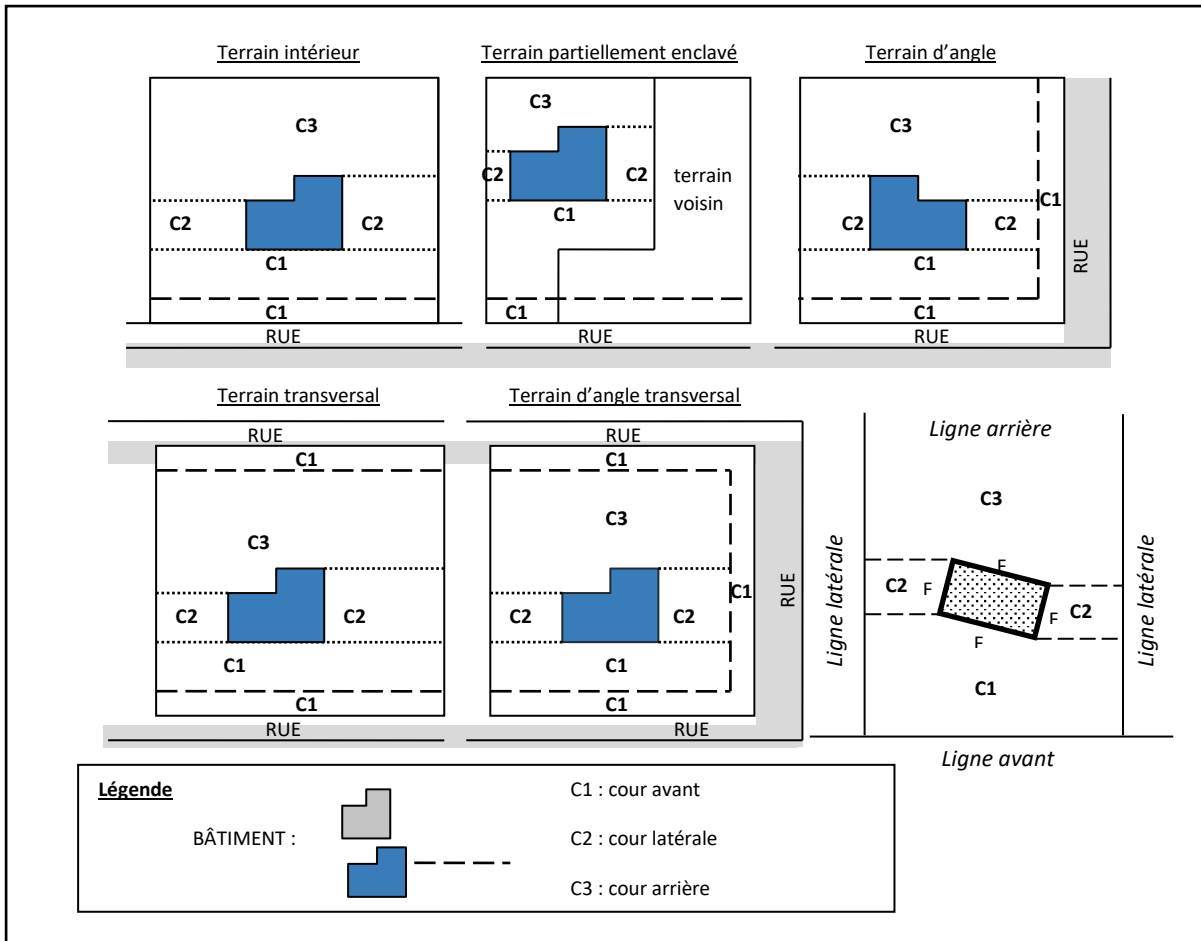 Terrain intérieur
C3
C2
C2
C1
C1
RUE
Terrain partiellement enclavé
C3
C2
C2
terrain
voisin
C1
C1
RUE
Terrain d’angle
C3
C1
C2
C2
C1
C1
RUE
RUE
Terrain transversal
RUE
C1
C3
C2
C2
C1
C1
RUE
Terrain d'angle transversal
RUE
C1
C3
C1
C2
C2
C1
C1
RUE
RUE
Ligne arrière
C3
Ligne latérale
Ligne latérale
F
C2
F
F
C2
F
C1
Ligne avant
Légende
BÂTIMENT :
C1 : cour avant
C2 : cour latérale
C3 : cour arrière